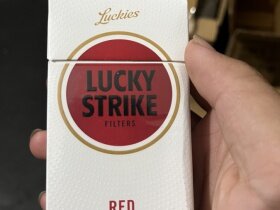 Luckies
LUCKY
STRIKE
FILTERS
RED